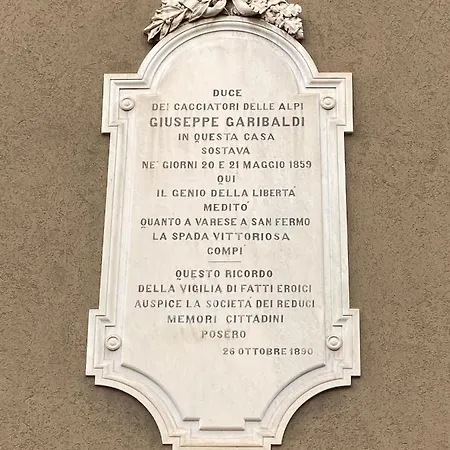 DUCE
DEI CACCIATORI DELLE ALPI
GIUSEPPE GARIBALDI
IN QUESTA CASA
SOSTAVA
NE' GIORNI 20 E 21 MAGGIO 1859
QUI
IL GENIO DELLA LIBERTÀ
MEDITÒ
QUANTO A VARESE A SAN FERMO
LA SPADA VITTORIOSA
COMPÌ
QUESTO RICORDO
DELLA VIGILIA DI FATTI EROICI
AUSPICE LA SOCIETÀ DEI REDUCI
MEMORI CITTADINI
POSERO
26 OTTOBRE 1890